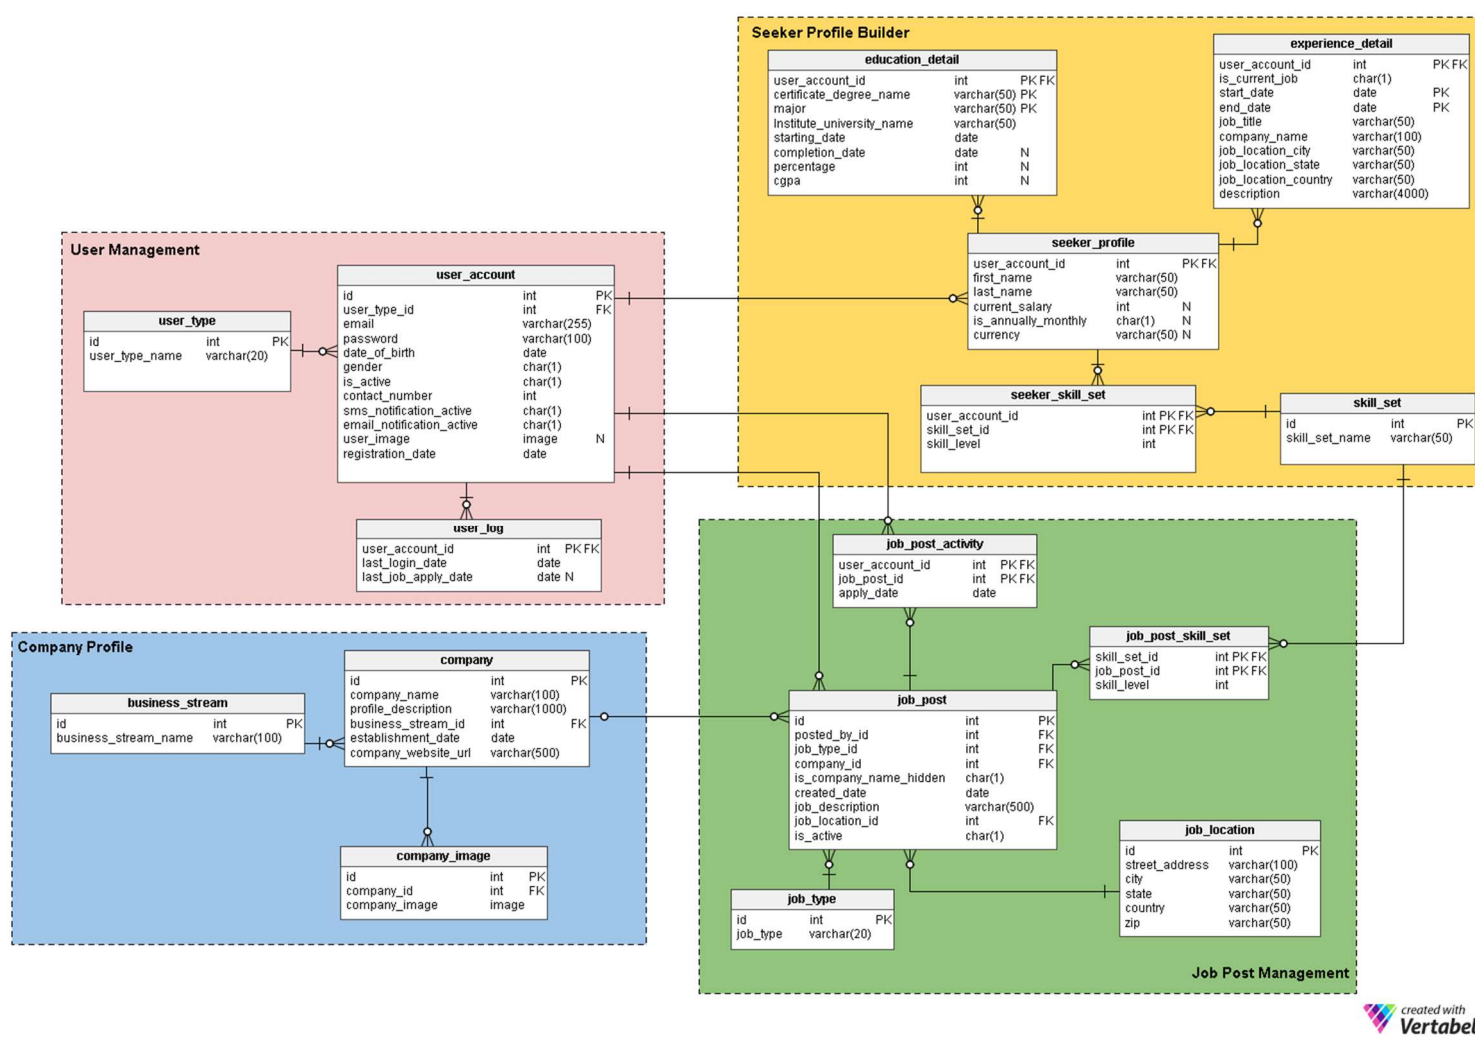 Seeker Profile Builder
education_detail
user_account_id int PK FK
certificate_degree_name varchar(50) PK
major varchar(50) PK
Institute_university_name varchar(50)
starting_date date
completion_date date N
percentage int N
cgpa int N
experience_detail
user_account_id int PK FK
is_current_job char(1)
start_date date PK
end_date date PK
job_title varchar(50)
company_name varchar(100)
job_location_city varchar(50)
job_location_state varchar(50)
job_location_country varchar(50)
description varchar(4000)
seeker_profile
user_account_id int PK FK
first_name varchar(50)
last_name varchar(50)
current_salary int N
is_annually_monthly char(1) N
currency varchar(50) N
seeker_skill_set
user_account_id int PK FK
skill_set_id int PK FK
skill_level int
skill_set
id int PK
skill_set_name varchar(50)
User Management
user_type
id int PK
user_type_name varchar(20)
user_account
id int PK
user_type_id int FK
email varchar(255)
password varchar(100)
date_of_birth date
gender char(1)
is_active char(1)
contact_number int
sms_notification_active char(1)
email_notification_active char(1)
user_image image N
registration_date date
user_log
user_account_id int PK FK
last_login_date date
last_job_apply_date date N
Company Profile
business_stream
id int PK
business_stream_name varchar(100)
company
id int PK
company_name varchar(100)
profile_description varchar(1000)
business_stream_id int FK
establishment_date date
company_website_url varchar(500)
company_image
id int PK
company_id int FK
company_image image
job_post_activity
user_account_id int PK FK
job_post_id int PK FK
apply_date date
job_post_skill_set
skill_set_id int PK FK
job_post_id int PK FK
skill_level int
job_post
id int PK
posted_by_id int FK
job_type_id int FK
company_id int FK
is_company_name_hidden char(1)
created_date date
job_description varchar(500)
job_location_id int FK
is_active char(1)
job_type
id int PK
job_type varchar(20)
job_location
id int PK
street_address varchar(100)
city varchar(50)
state varchar(50)
country varchar(50)
zip varchar(50)
Job Post Management
created with
Vertabel